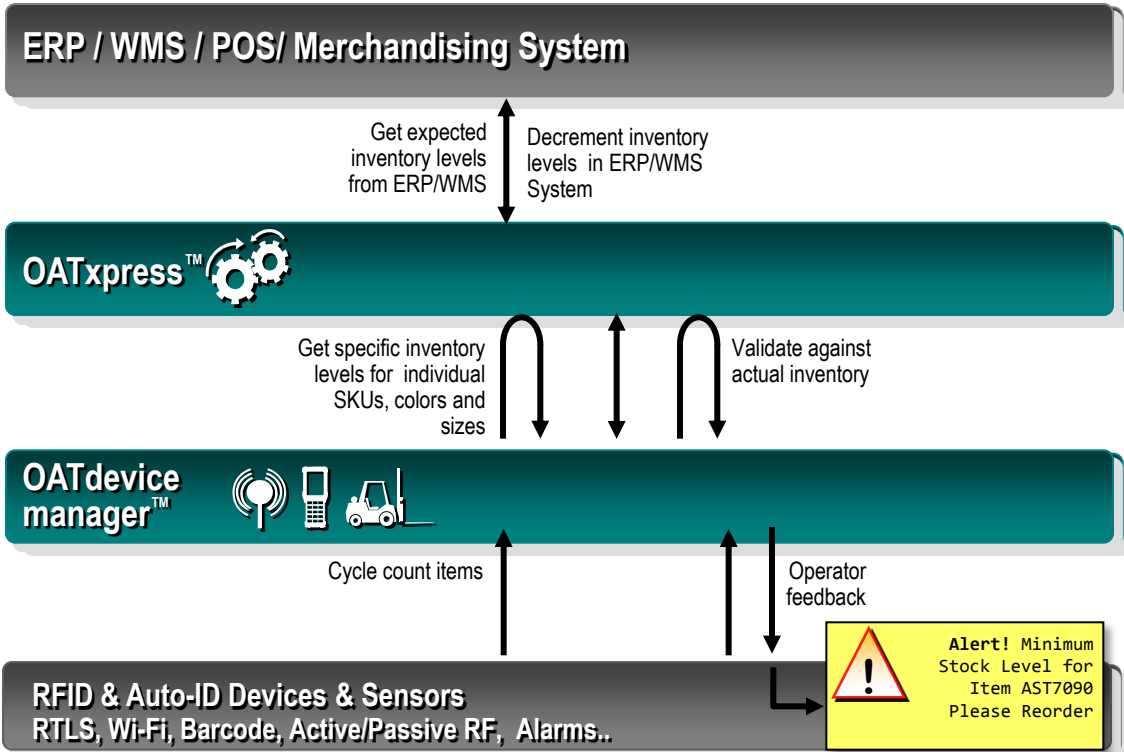 ERP / WMS / POS/ Merchandising System
Get expected
inventory levels
from ERP/WMS
Decrement inventory
levels in ERP/WMS
System
OATxpress™
Get specific inventory
levels for individual
SKUs, colors and
sizes
Validate against
actual inventory
OATdevice
manager™
Cycle count items
Operator
feedback
Alert! Minimum
Stock Level for
Item AST7090
Please Reorder
RFID & Auto-ID Devices & Sensors
RTLS, Wi-Fi, Barcode, Active/Passive RF, Alarms..